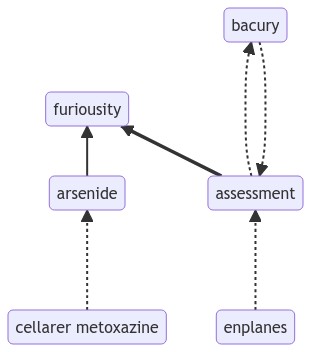 bacury
furiousity
arsenide
assessment
cellarer metoxazine
enplanes